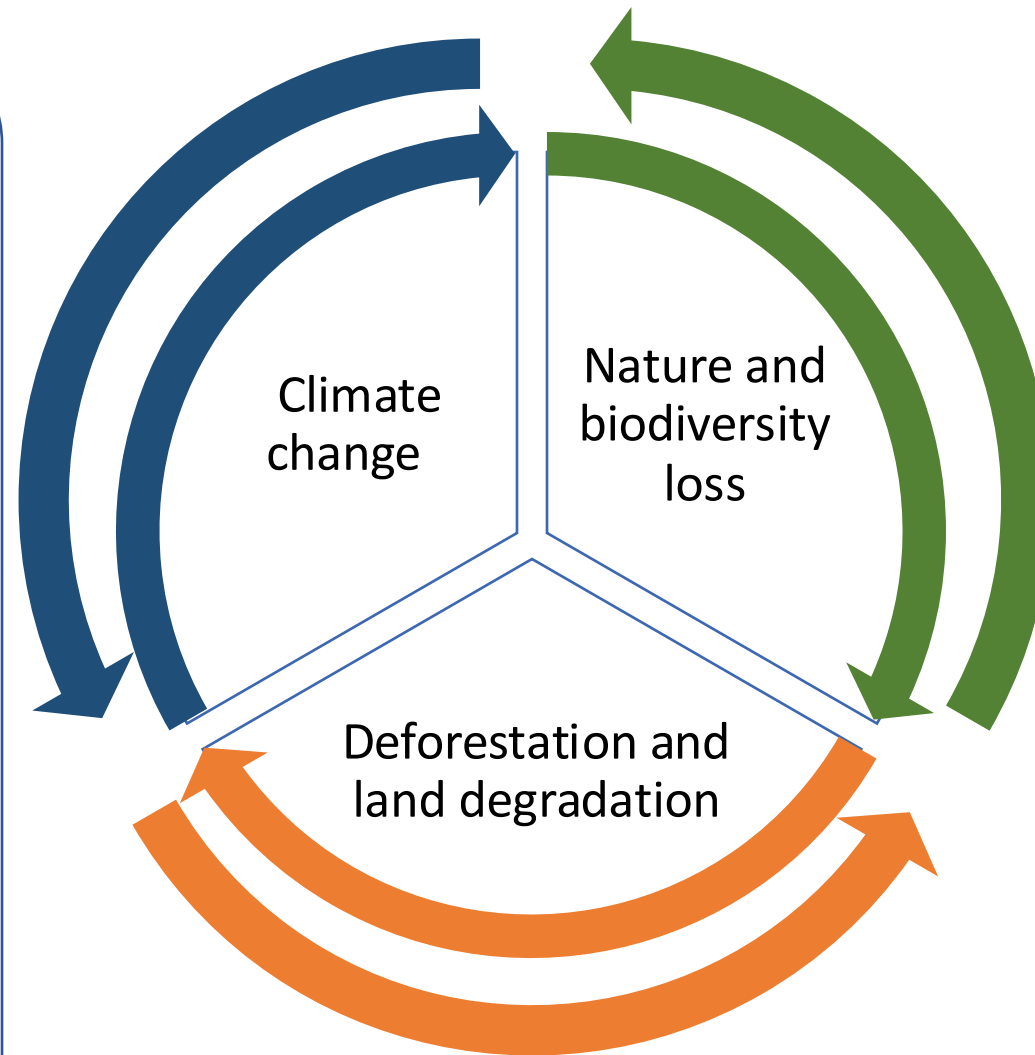 Climate
change
Nature and
biodiversity
loss
Deforestation and
land degradation